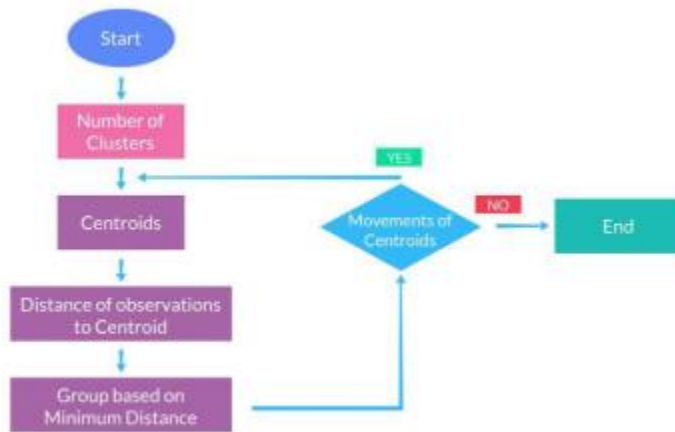 Start
Number of
Clusters
YES
Centroids
Movements of
Centroids
NO
End
Distance of observations
to Centroid
Group based on
Minimum Distance